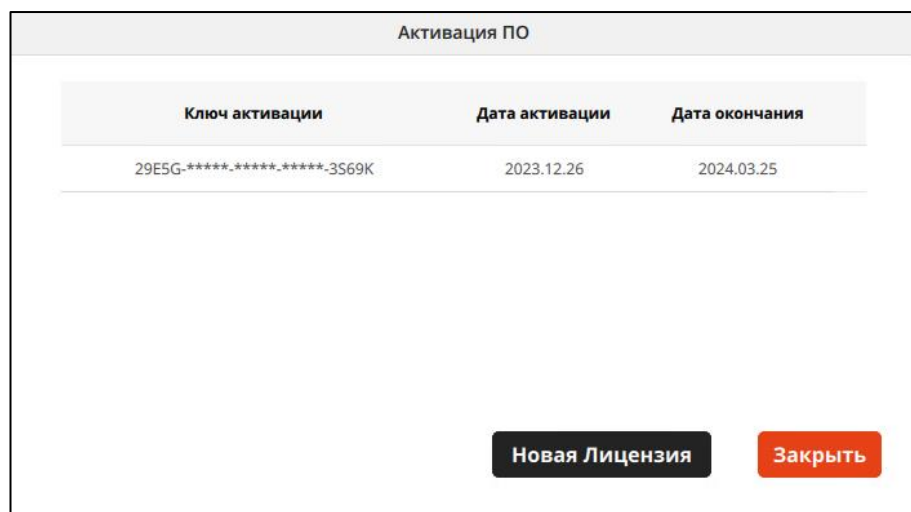 Активация ПО
Ключ активации Дата активации Дата окончания
29E5G-*****-*****-*****-3S69K 2023.12.26 2024.03.25
Новая Лицензия Закрыть